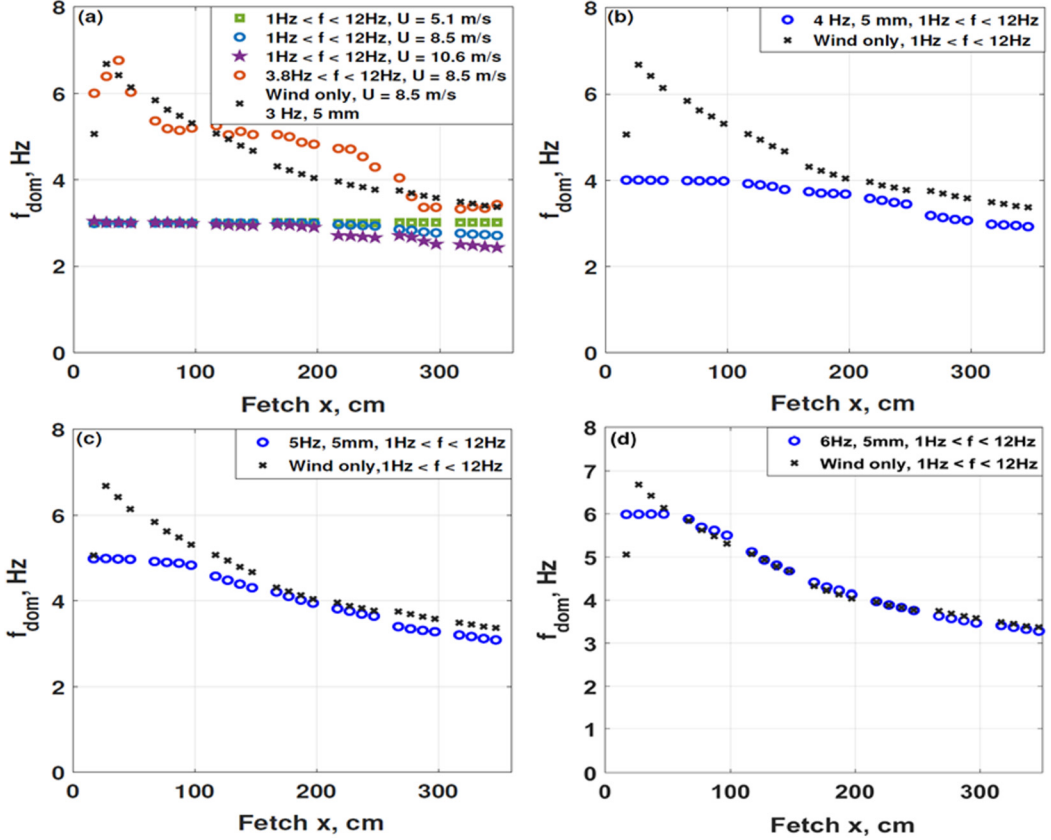 (a)
1Hz < f < 12Hz, U = 5.1 m/s
1Hz < f < 12Hz, U = 8.5 m/s
1Hz < f < 12Hz, U = 10.6 m/s
3.8Hz < f < 12Hz, U = 8.5 m/s
Wind only, U = 8.5 m/s
3 Hz, 5 mm
8
6
4
2
0
f_dom, Hz
0 100 200 300
Fetch x, cm
(b)
4 Hz, 5 mm, 1Hz < f < 12Hz
Wind only, 1Hz < f < 12Hz
8
6
4
2
0
f_dom, Hz
0 100 200 300
Fetch x, cm
(c)
5Hz, 5mm, 1Hz < f < 12Hz
Wind only,1Hz < f < 12Hz
8
6
4
2
0
f_dom, Hz
0 100 200 300
Fetch x, cm
(d)
6Hz, 5mm, 1Hz < f < 12Hz
Wind only, 1Hz < f < 12Hz
8
7
6
5
4
3
2
1
0
f_dom, Hz
0 100 200 300
Fetch x, cm